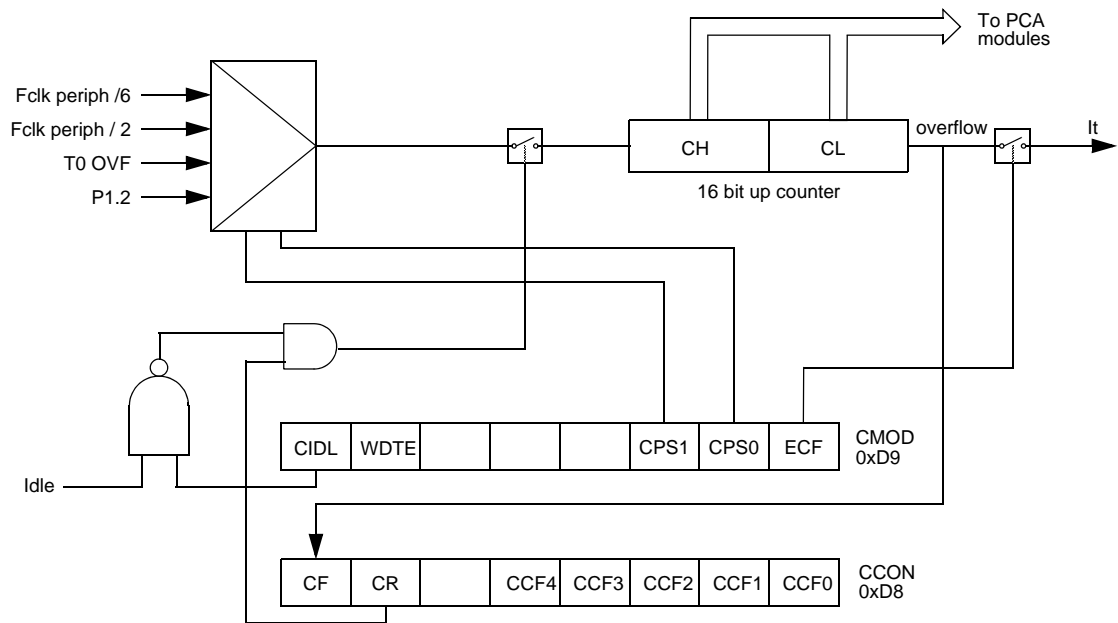 To PCA
modules
Fclk periph /6
Fclk periph / 2
T0 OVF
P1.2
CH
CL
overflow
It
16 bit up counter
CIDL
WDTE
CPS1
CPS0
ECF
CMOD
0xD9
Idle
CF
CR
CCF4
CCF3
CCF2
CCF1
CCF0
CCON
0xD8